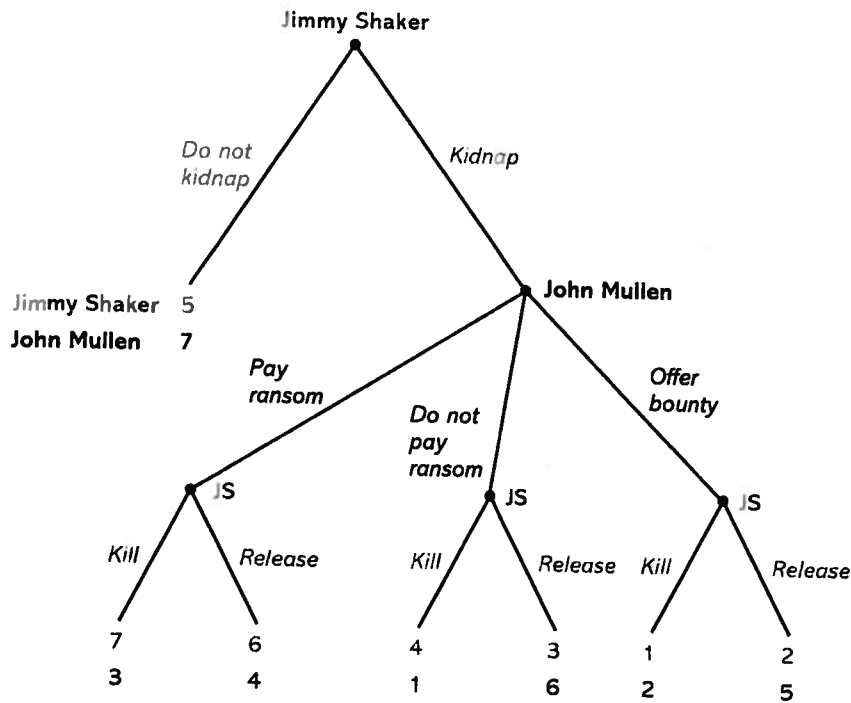 Jimmy Shaker
Do not
kidnap
Kidnap
Jimmy Shaker 5
John Mullen 7
John Mullen
Pay
ransom
Do not
pay
ransom
Offer
bounty
JS
JS
JS
Kill
Release
Kill
Release
Kill
Release
7 6 4 3 1 2
3 4 1 6 2 5